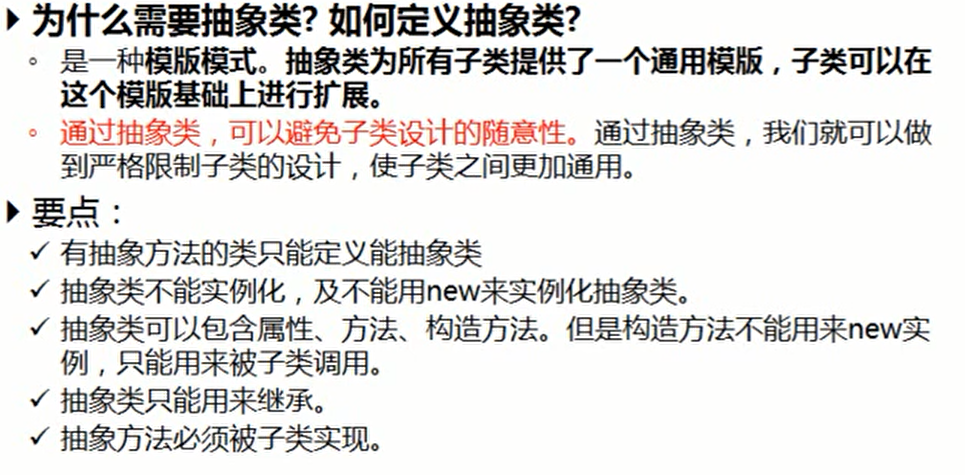 为什么需要抽象类? 如何定义抽象类?
是一种模版模式。抽象类为所有子类提供了一个通用模版，子类可以在
这个模版基础上进行扩展。
通过抽象类，可以避免子类设计的随意性。通过抽象类，我们就可以做
到严格限制子类的设计，使子类之间更加通用。
要点：
有抽象方法的类只能定义能抽象类
抽象类不能实例化，及不能用new来实例化抽象类。
抽象类可以包含属性、方法、构造方法。但是构造方法不能用来new实
例，只能用来被子类调用。
抽象类只能用来继承。
抽象方法必须被子类实现。